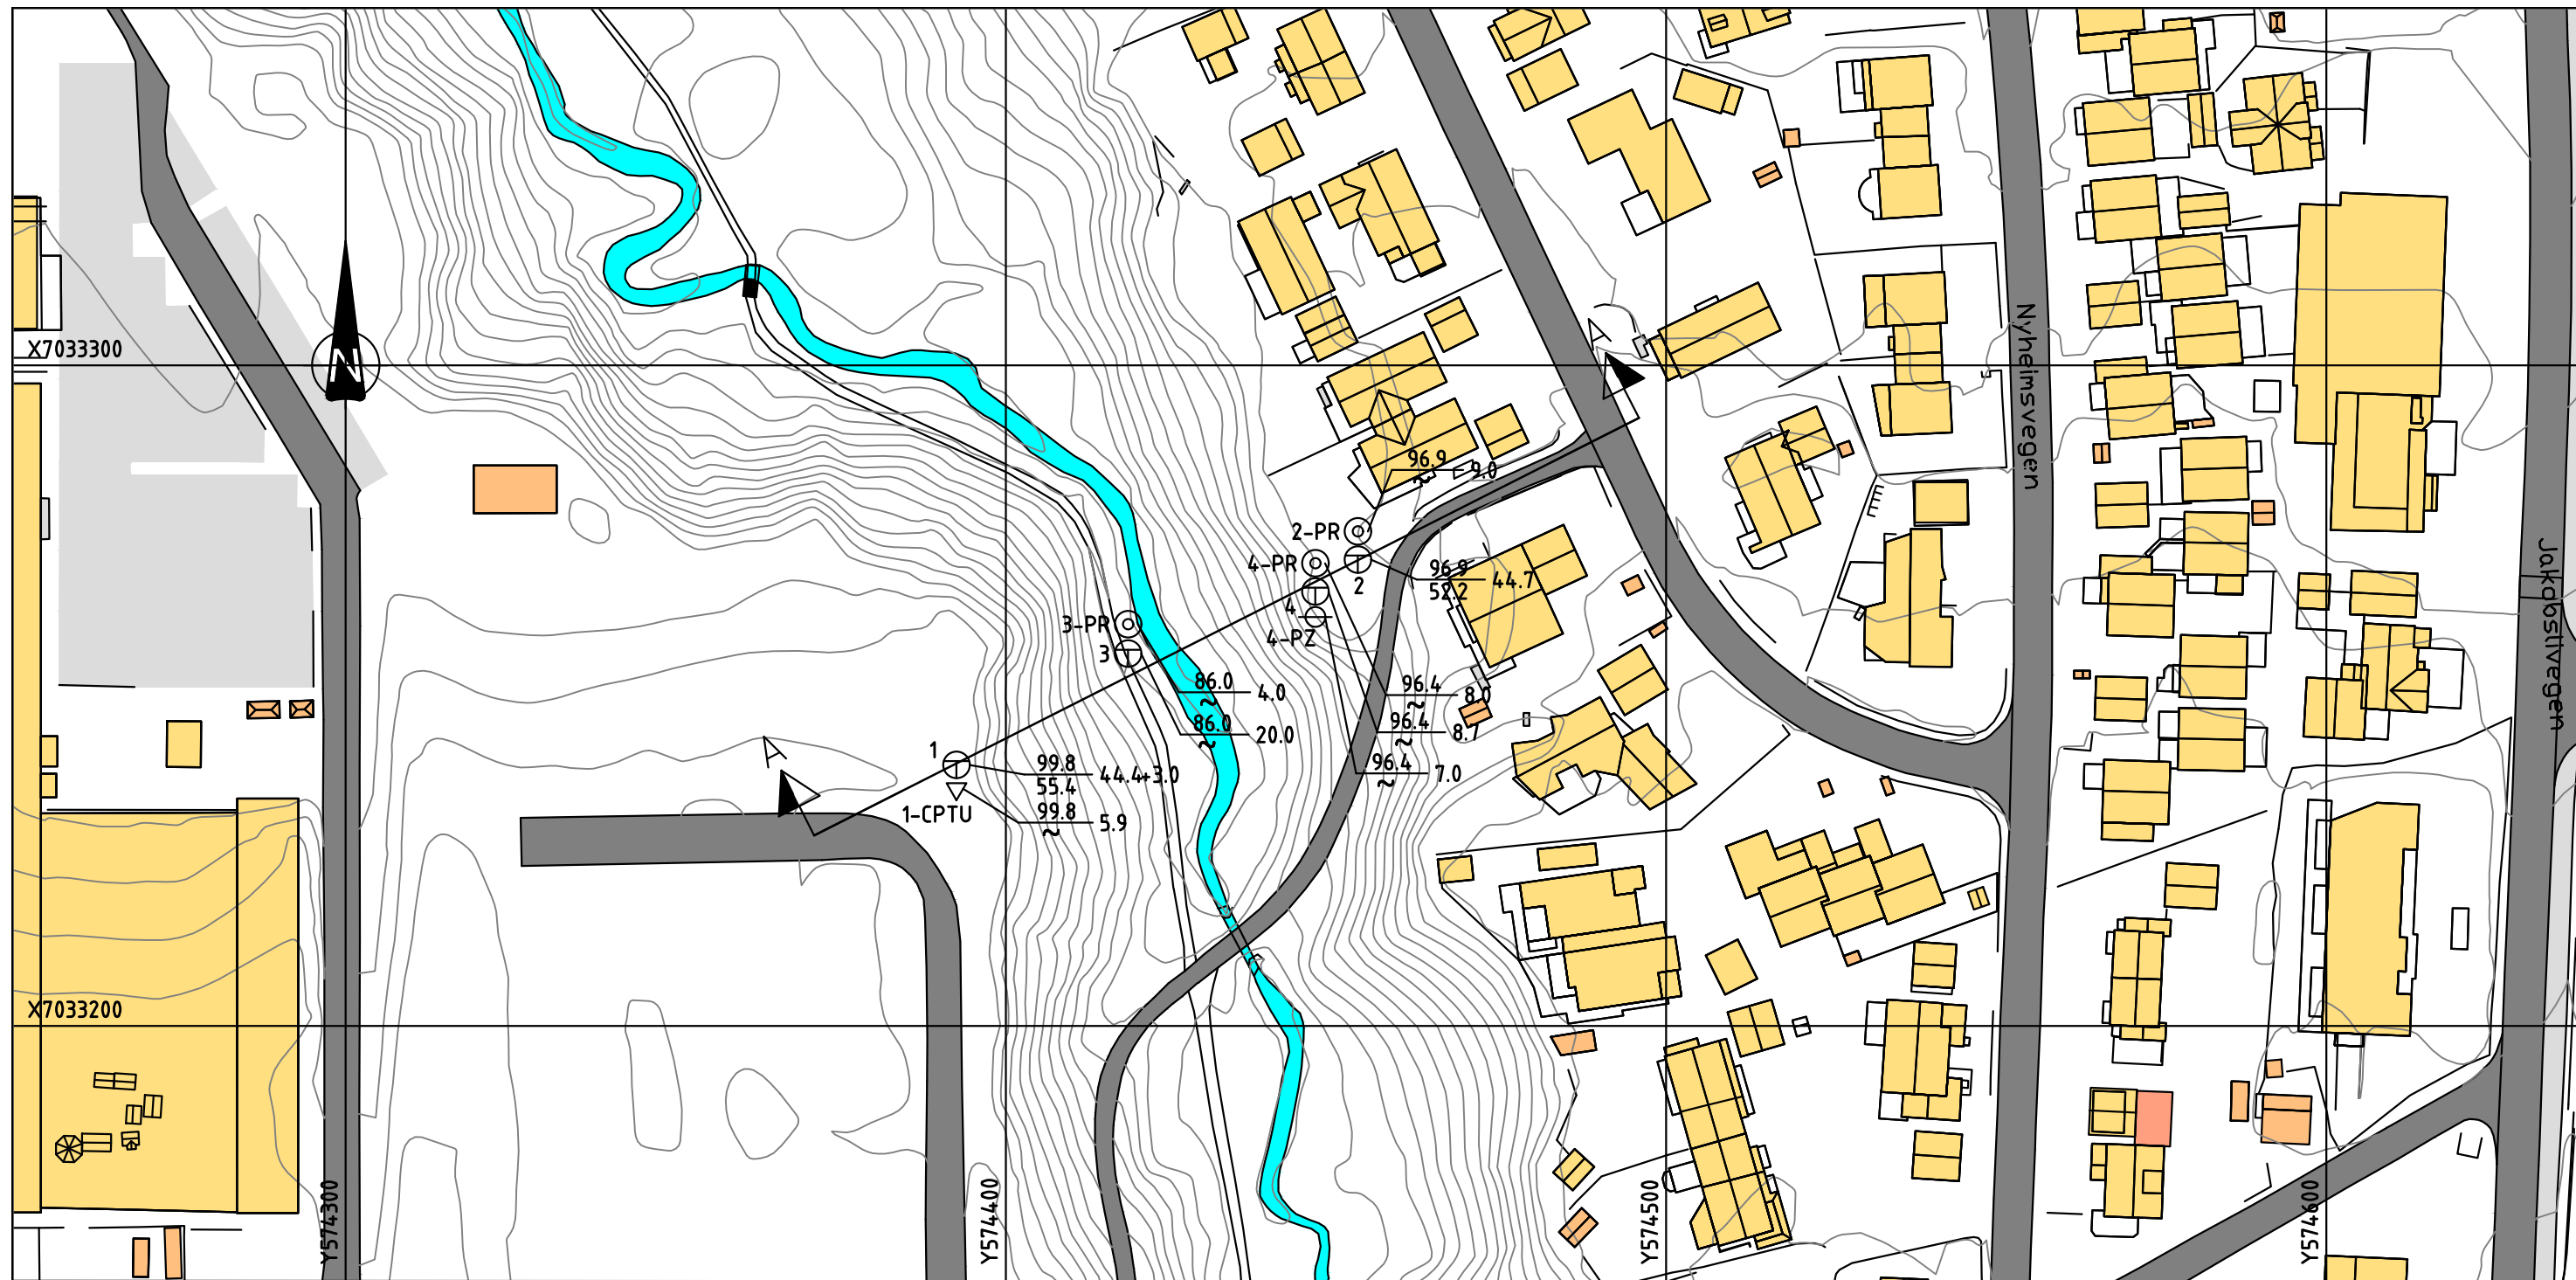 X7033300
N
A
Nyheimsvegen
96.9 9.0
2-PR
4-PR
96.9 44.7
52.2
2
4
4-PZ
3-PR
3
E
Jakobslivegen
86.0 4.0
96.4 8.0
86.0 20.0
96.4 8.7
1
A
99.8 44.4+3.0
55.4
96.4 7.0
1-CPTU
99.8 5.9
X7033200
Y574300
Y574400
Y574500
Y574600